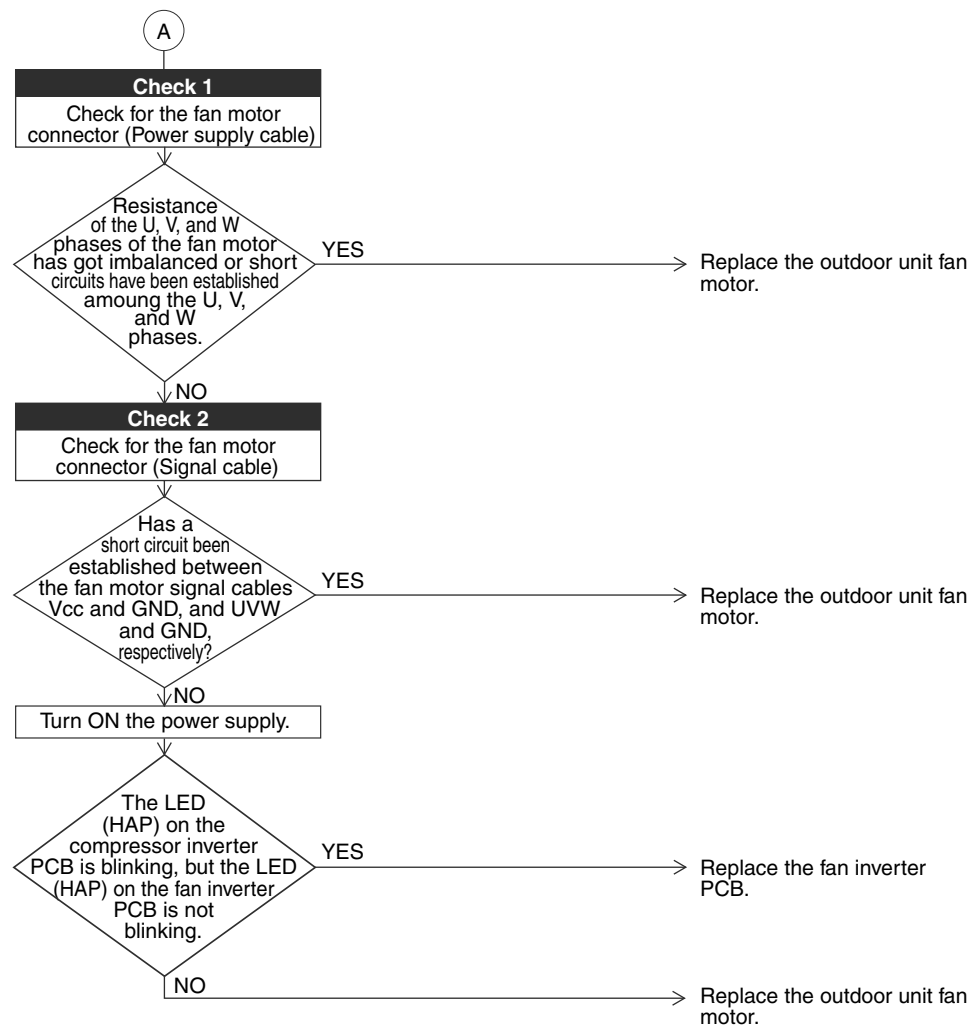 A
Check 1
Check for the fan motor
connector (Power supply cable)
Resistance
of the U, V, and W
phases of the fan motor
has got imbalanced or short
circuits have been established
amoung the U, V,
and W
phases.
YES
Replace the outdoor unit fan
motor.
NO
Check 2
Check for the fan motor
connector (Signal cable)
Has a
short circuit been
established between
the fan motor signal cables
Vcc and GND, and UVW
and GND,
respectively?
YES
Replace the outdoor unit fan
motor.
NO
Turn ON the power supply.
The LED
(HAP) on the
compressor inverter
PCB is blinking, but the LED
(HAP) on the fan inverter
PCB is not
blinking.
YES
Replace the fan inverter
PCB.
NO
Replace the outdoor unit fan
motor.